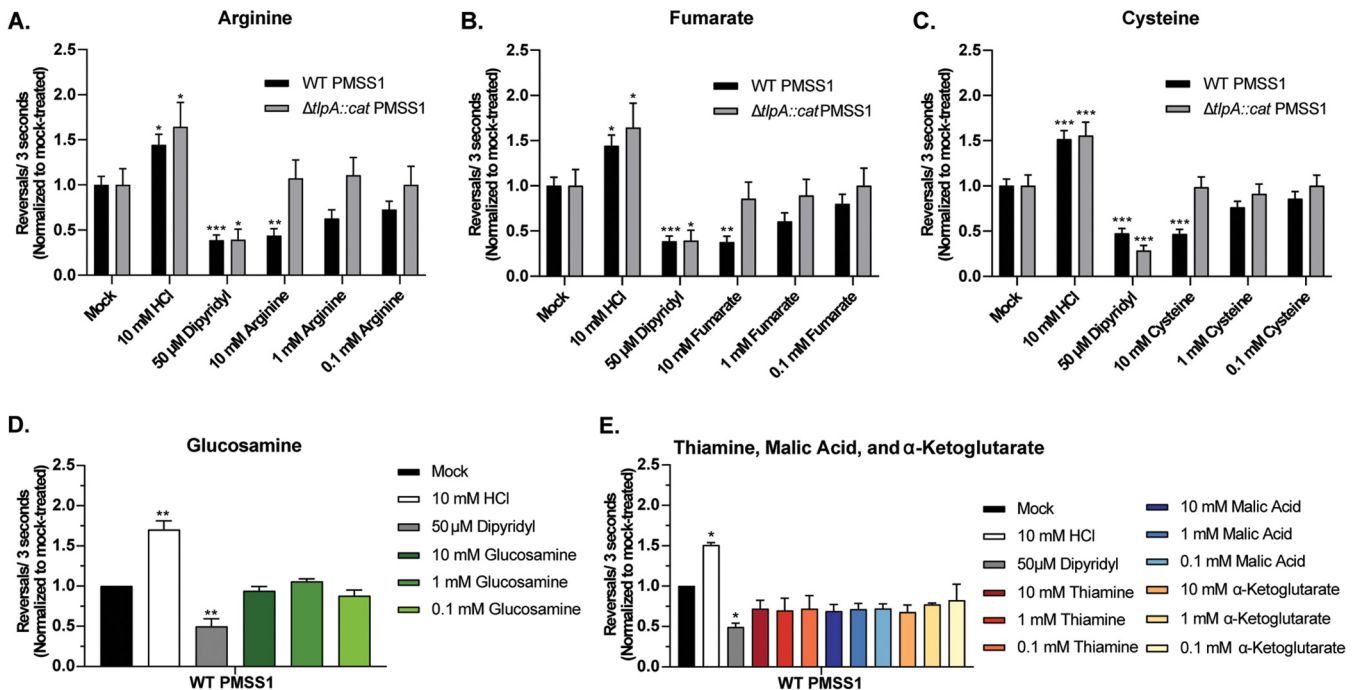 A.
Arginine
Reversals/ 3 seconds
(Normalized to mock-treated)
2.5
2.0
1.5
1.0
0.5
0.0
WT PMSS1
ΔtlpA::cat PMSS1
* * *** * **
Mock
10 mM HCl
50 µM Dipyridyl
10 mM Arginine
1 mM Arginine
0.1 mM Arginine
B.
Fumarate
Reversals/ 3 seconds
(Normalized to mock-treated)
2.5
2.0
1.5
1.0
0.5
0.0
WT PMSS1
ΔtlpA::cat PMSS1
* * *** * **
Mock
10 mM HCl
50 µM Dipyridyl
10 mM Fumarate
1 mM Fumarate
0.1 mM Fumarate
C.
Cysteine
Reversals/ 3 seconds
(Normalized to mock-treated)
2.5
2.0
1.5
1.0
0.5
0.0
WT PMSS1
ΔtlpA::cat PMSS1
*** *** *** *** ***
Mock
10 mM HCl
50 µM Dipyridyl
10 mM Cysteine
1 mM Cysteine
0.1 mM Cysteine
D.
Glucosamine
Reversals/ 3 seconds
(Normalized to mock-treated)
2.5
2.0
1.5
1.0
0.5
0.0
** **
WT PMSS1
Mock
10 mM HCl
50 µM Dipyridyl
10 mM Glucosamine
1 mM Glucosamine
0.1 mM Glucosamine
E.
Thiamine, Malic Acid, and α-Ketoglutarate
Reversals/ 3 seconds
(Normalized to mock-treated)
2.5
2.0
1.5
1.0
0.5
0.0
* *
WT PMSS1
Mock
10 mM HCl
50µM Dipyridyl
10 mM Thiamine
1 mM Thiamine
0.1 mM Thiamine
10 mM Malic Acid
1 mM Malic Acid
0.1 mM Malic Acid
10 mM α-Ketoglutarate
1 mM α-Ketoglutarate
0.1 mM α-Ketoglutarate